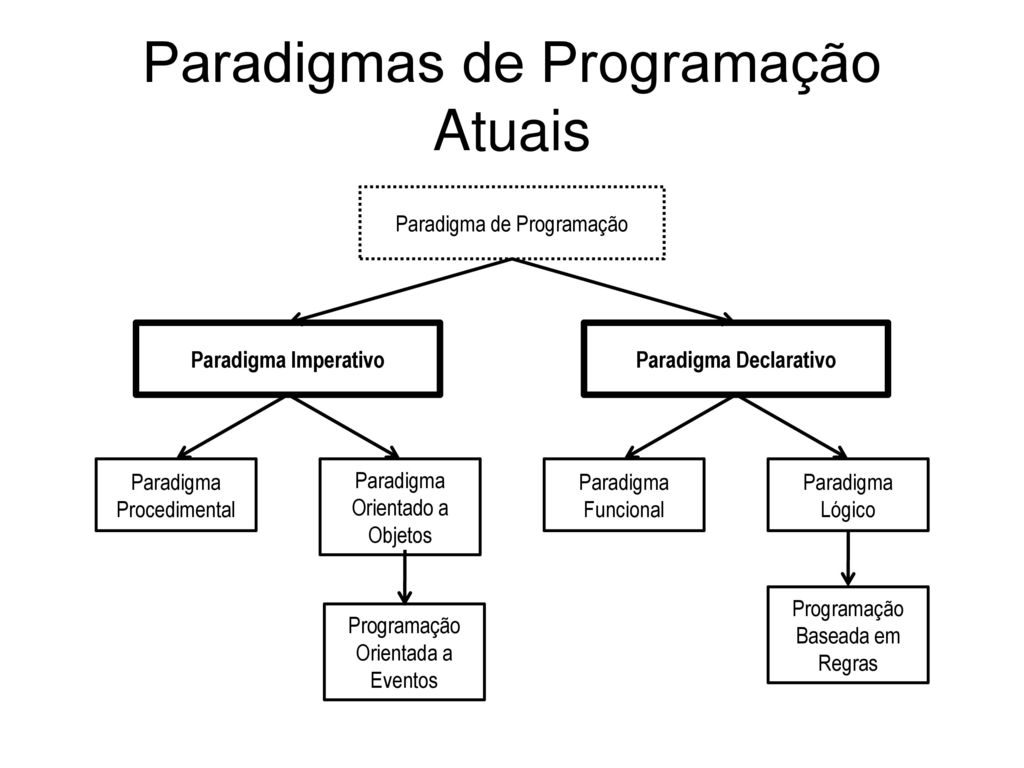 Paradigmas de Programação
Atuais
Paradigma de Programação
Paradigma Imperativo
Paradigma Declarativo
Paradigma
Procedimental
Paradigma
Orientado a
Objetos
Paradigma
Funcional
Paradigma
Lógico
Programação
Orientada a
Eventos
Programação
Baseada em
Regras